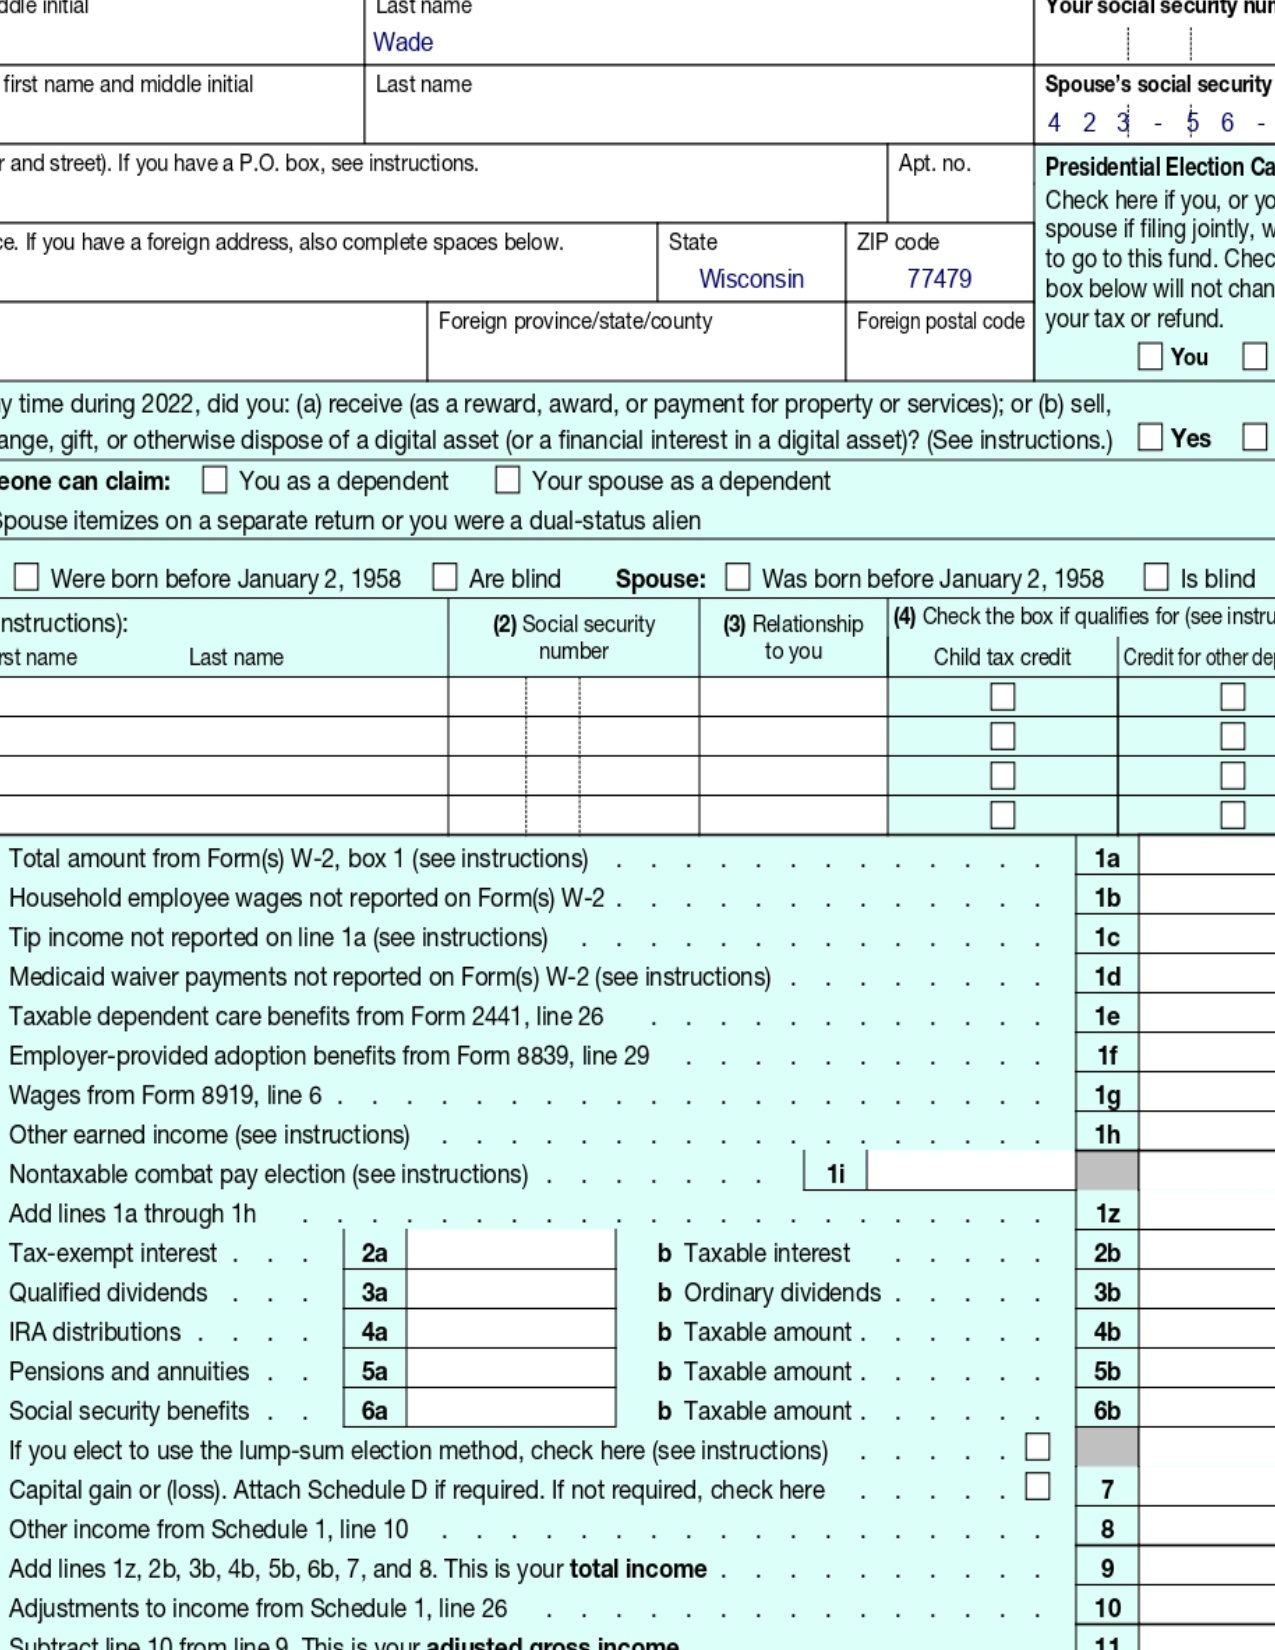 ddle initial Last name Your social security nur
Wade
first name and middle initial Last name Spouse's social security
4 2 3 - 5 6 -
r and street). If you have a P.O. box, see instructions. Apt. no. Presidential Election Ca
Check here if you, or yo
ce. If you have a foreign address, also complete spaces below. State ZIP code spouse if filing jointly, w
to go to this fund. Chec
Wisconsin 77479 box below will not chan
Foreign province/state/county Foreign postal code your tax or refund.
You
y time during 2022, did you: (a) receive (as a reward, award, or payment for property or services); or (b) sell,
ange, gift, or otherwise dispose of a digital asset (or a financial interest in a digital asset)? (See instructions.) Yes
eone can claim: You as a dependent Your spouse as a dependent
Spouse itemizes on a separate return or you were a dual-status alien
Were born before January 2, 1958 Are blind Spouse: Was born before January 2, 1958 Is blind
nstructions): (2) Social security number (3) Relationship to you (4) Check the box if qualifies for (see instru
rst name Last name Child tax credit Credit for other de
Total amount from Form(s) W-2, box 1 (see instructions) . . . . . . . . . . . . . 1a
Household employee wages not reported on Form(s) W-2 . . . . . . . . . . . . . 1b
Tip income not reported on line 1a (see instructions) . . . . . . . . . . . . . . 1c
Medicaid waiver payments not reported on Form(s) W-2 (see instructions) . . . . . . . . 1d
Taxable dependent care benefits from Form 2441, line 26 . . . . . . . . . . . . 1e
Employer-provided adoption benefits from Form 8839, line 29 . . . . . . . . . . . 1f
Wages from Form 8919, line 6 . . . . . . . . . . . . . . . . . . . . . 1g
Other earned income (see instructions) . . . . . . . . . . . . . . . . . . 1h
Nontaxable combat pay election (see instructions) . . . . . . . 1i
Add lines 1a through 1h . . . . . . . . . . . . . . . . . . . . . . 1z
Tax-exempt interest . . . 2a b Taxable interest . . . . . 2b
Qualified dividends . . . 3a b Ordinary dividends . . . . . 3b
IRA distributions . . . . 4a b Taxable amount . . . . . . 4b
Pensions and annuities . . 5a b Taxable amount . . . . . . 5b
Social security benefits . . 6a b Taxable amount . . . . . . 6b
If you elect to use the lump-sum election method, check here (see instructions) . . . . .
Capital gain or (loss). Attach Schedule D if required. If not required, check here . . . . . 7
Other income from Schedule 1, line 10 . . . . . . . . . . . . . . . . . . 8
Add lines 1z, 2b, 3b, 4b, 5b, 6b, 7, and 8. This is your total income . . . . . . . . . . 9
Adjustments to income from Schedule 1, line 26 . . . . . . . . . . . . . . . 10
Subtract line 10 from line 9. This is your adjusted gross income 11